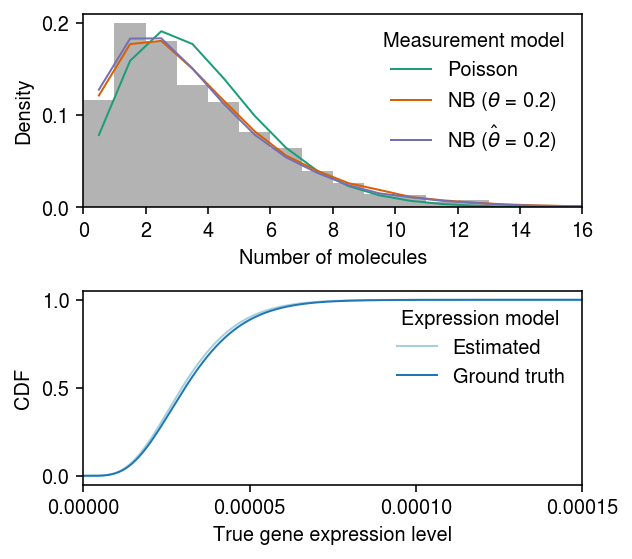 0.2
0.1
0.0
Density
Measurement model
Poisson
NB (θ = 0.2)
NB (θ̂ = 0.2)
0 2 4 6 8 10 12 14 16
Number of molecules
1.0
0.5
0.0
CDF
Expression model
Estimated
Ground truth
0.00000 0.00005 0.00010 0.00015
True gene expression level